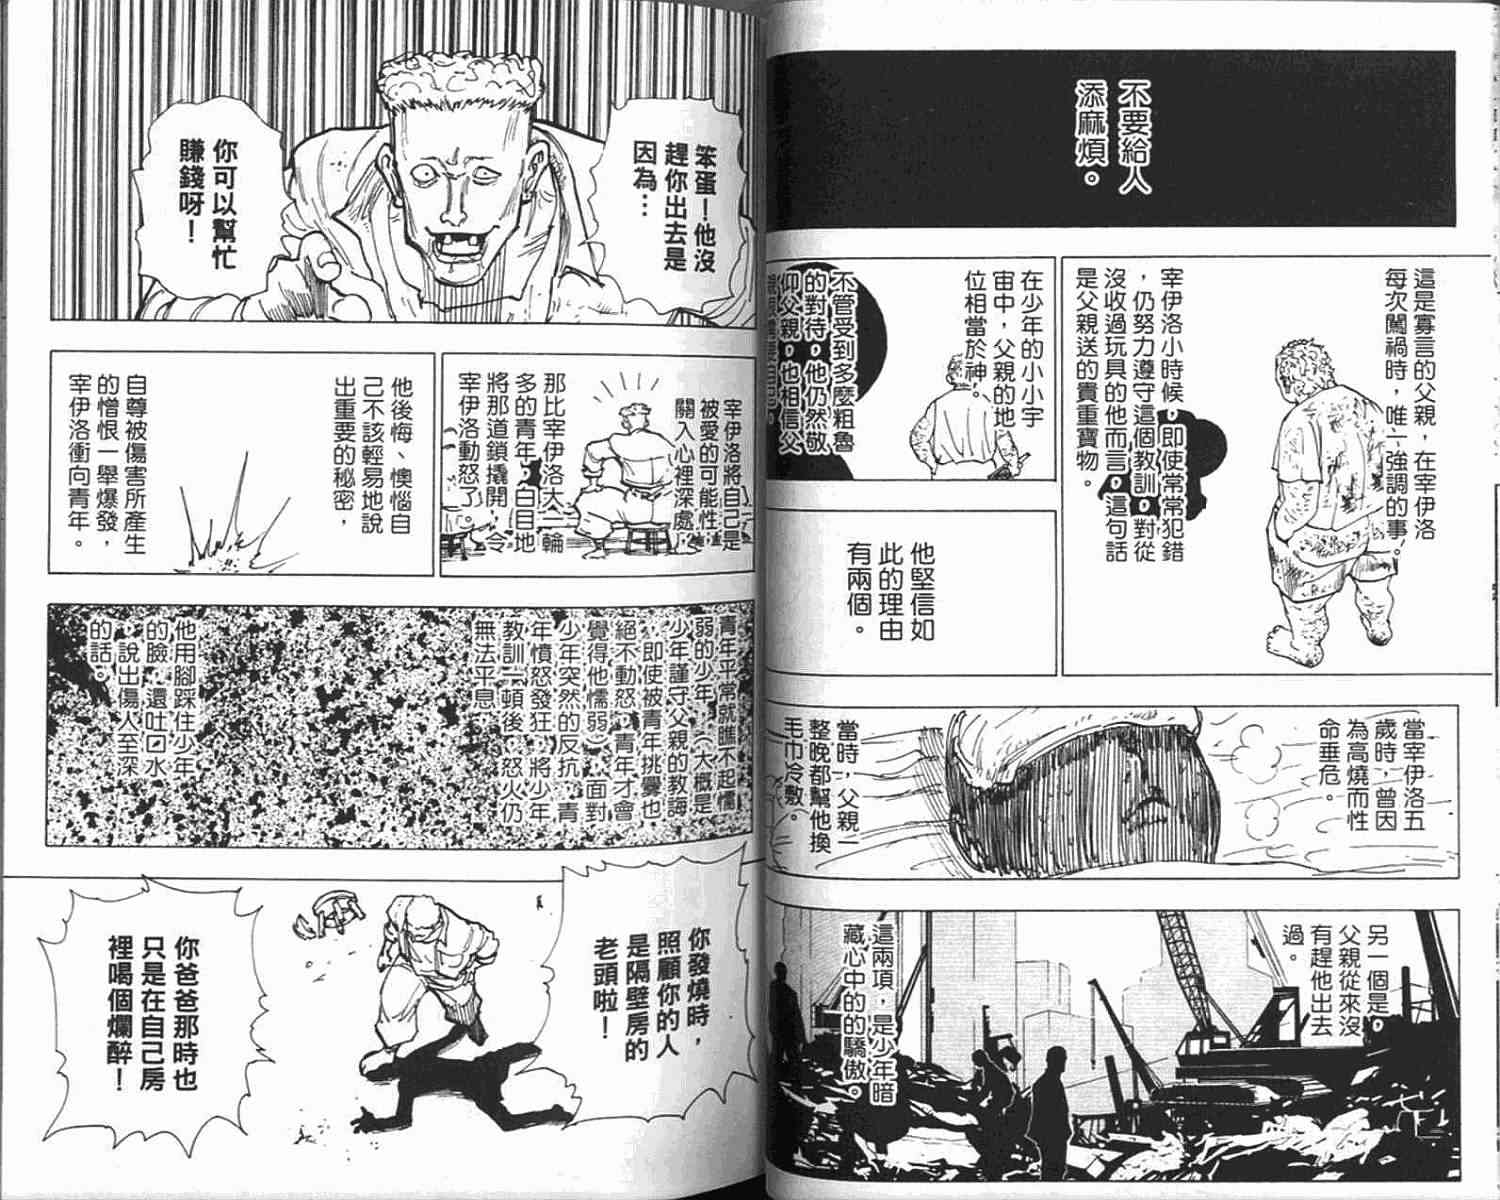 不要給人
添麻煩。
這是寡言的父親，在宰伊洛
每次闖禍時，唯一強調的事。
宰伊洛小時候，即使常常犯錯
，仍努力遵守這個教訓，對從
沒收過玩具的他而言，這句話
是父親送的貴重寶物。
在少年的小小宇
宙中，父親的地
位相當於神。
不管受到多麼粗魯
的對待，他仍然敬
仰父親，也相信父
他堅信如
此的理由
有兩個。
當宰伊洛五
歲時，曾因
為高燒而性
命垂危。
當時，父親一
整晚都幫他換
毛巾冷敷。
另一個是，
父親從來沒
有趕他出去
過。
這兩項，是少年暗
藏心中的的驕傲。
笨蛋！他沒
趕你出去是
因為…
你可以幫忙
賺錢呀！
宰伊洛將自己是
被愛的可能性，
關入心裡深處，
那比宰伊洛大一輪
多的青年，白目地
將那道鎖撬開，令
宰伊洛動怒了。
他後悔、懊惱自
己不該輕易地說
出重要的秘密，
自尊被傷害所產生
的憎恨一舉爆發，
宰伊洛衝向青年。
青年平常就瞧不起懦
弱的少年，（大概是
少年謹守父親的教誨
，即使被青年挑釁也
絕不動怒，青年才會
覺得他懦弱），面對
少年突然的反抗，青
年憤怒發狂，將少年
教訓一頓後，怒火仍
無法平息，
他用腳踩住少年
的臉，還吐口水
，說出傷人至深
的話。
你發燒時，
照顧你的人
是隔壁房的
老頭啦！
你爸爸那時也
只是在自己房
裡喝個爛醉！